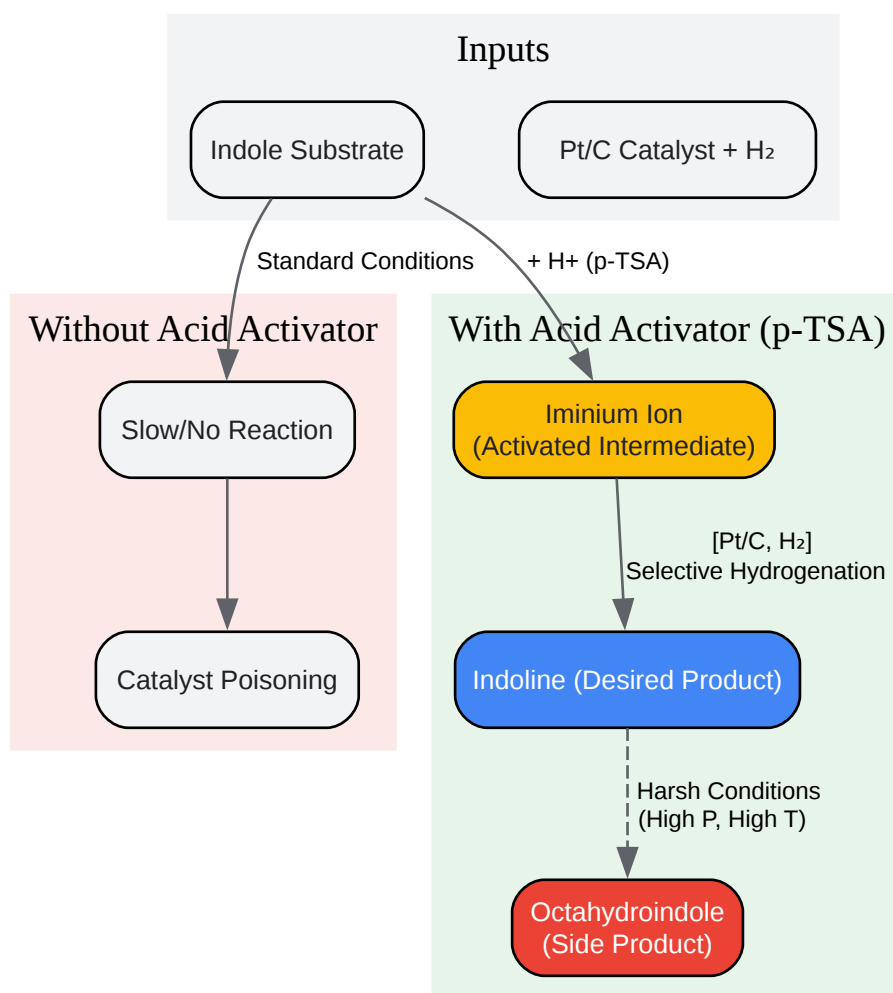 Inputs
Indole Substrate
Pt/C Catalyst + H₂
Standard Conditions
+ H+ (p-TSA)
Without Acid Activator
With Acid Activator (p-TSA)
Slow/No Reaction
Iminium Ion
(Activated Intermediate)
[Pt/C, H₂]
Selective Hydrogenation
Catalyst Poisoning
Indoline (Desired Product)
Harsh Conditions
(High P, High T)
Octahydroindole
(Side Product)